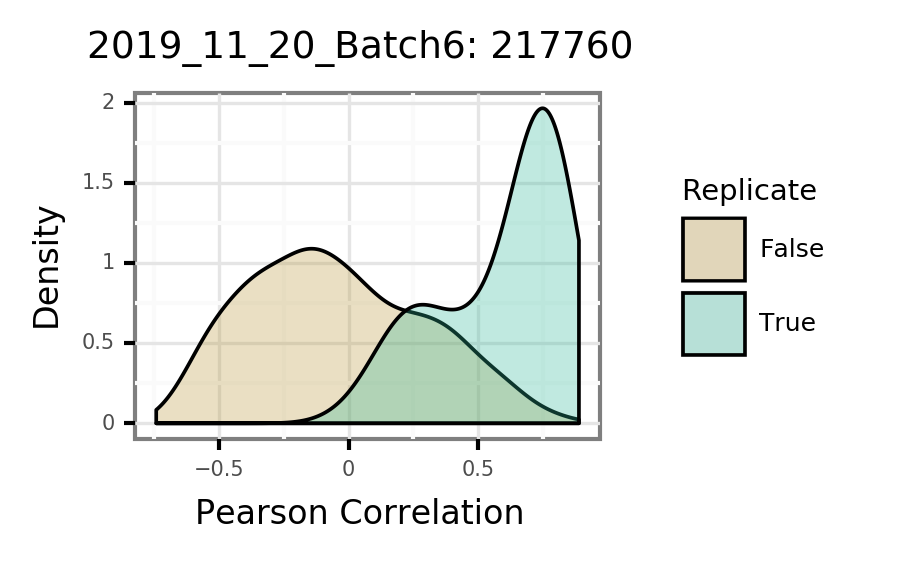 2019_11_20_Batch6: 217760
2
1.5
1
0.5
0
Density
−0.5
0
0.5
Pearson Correlation
Replicate
False
True